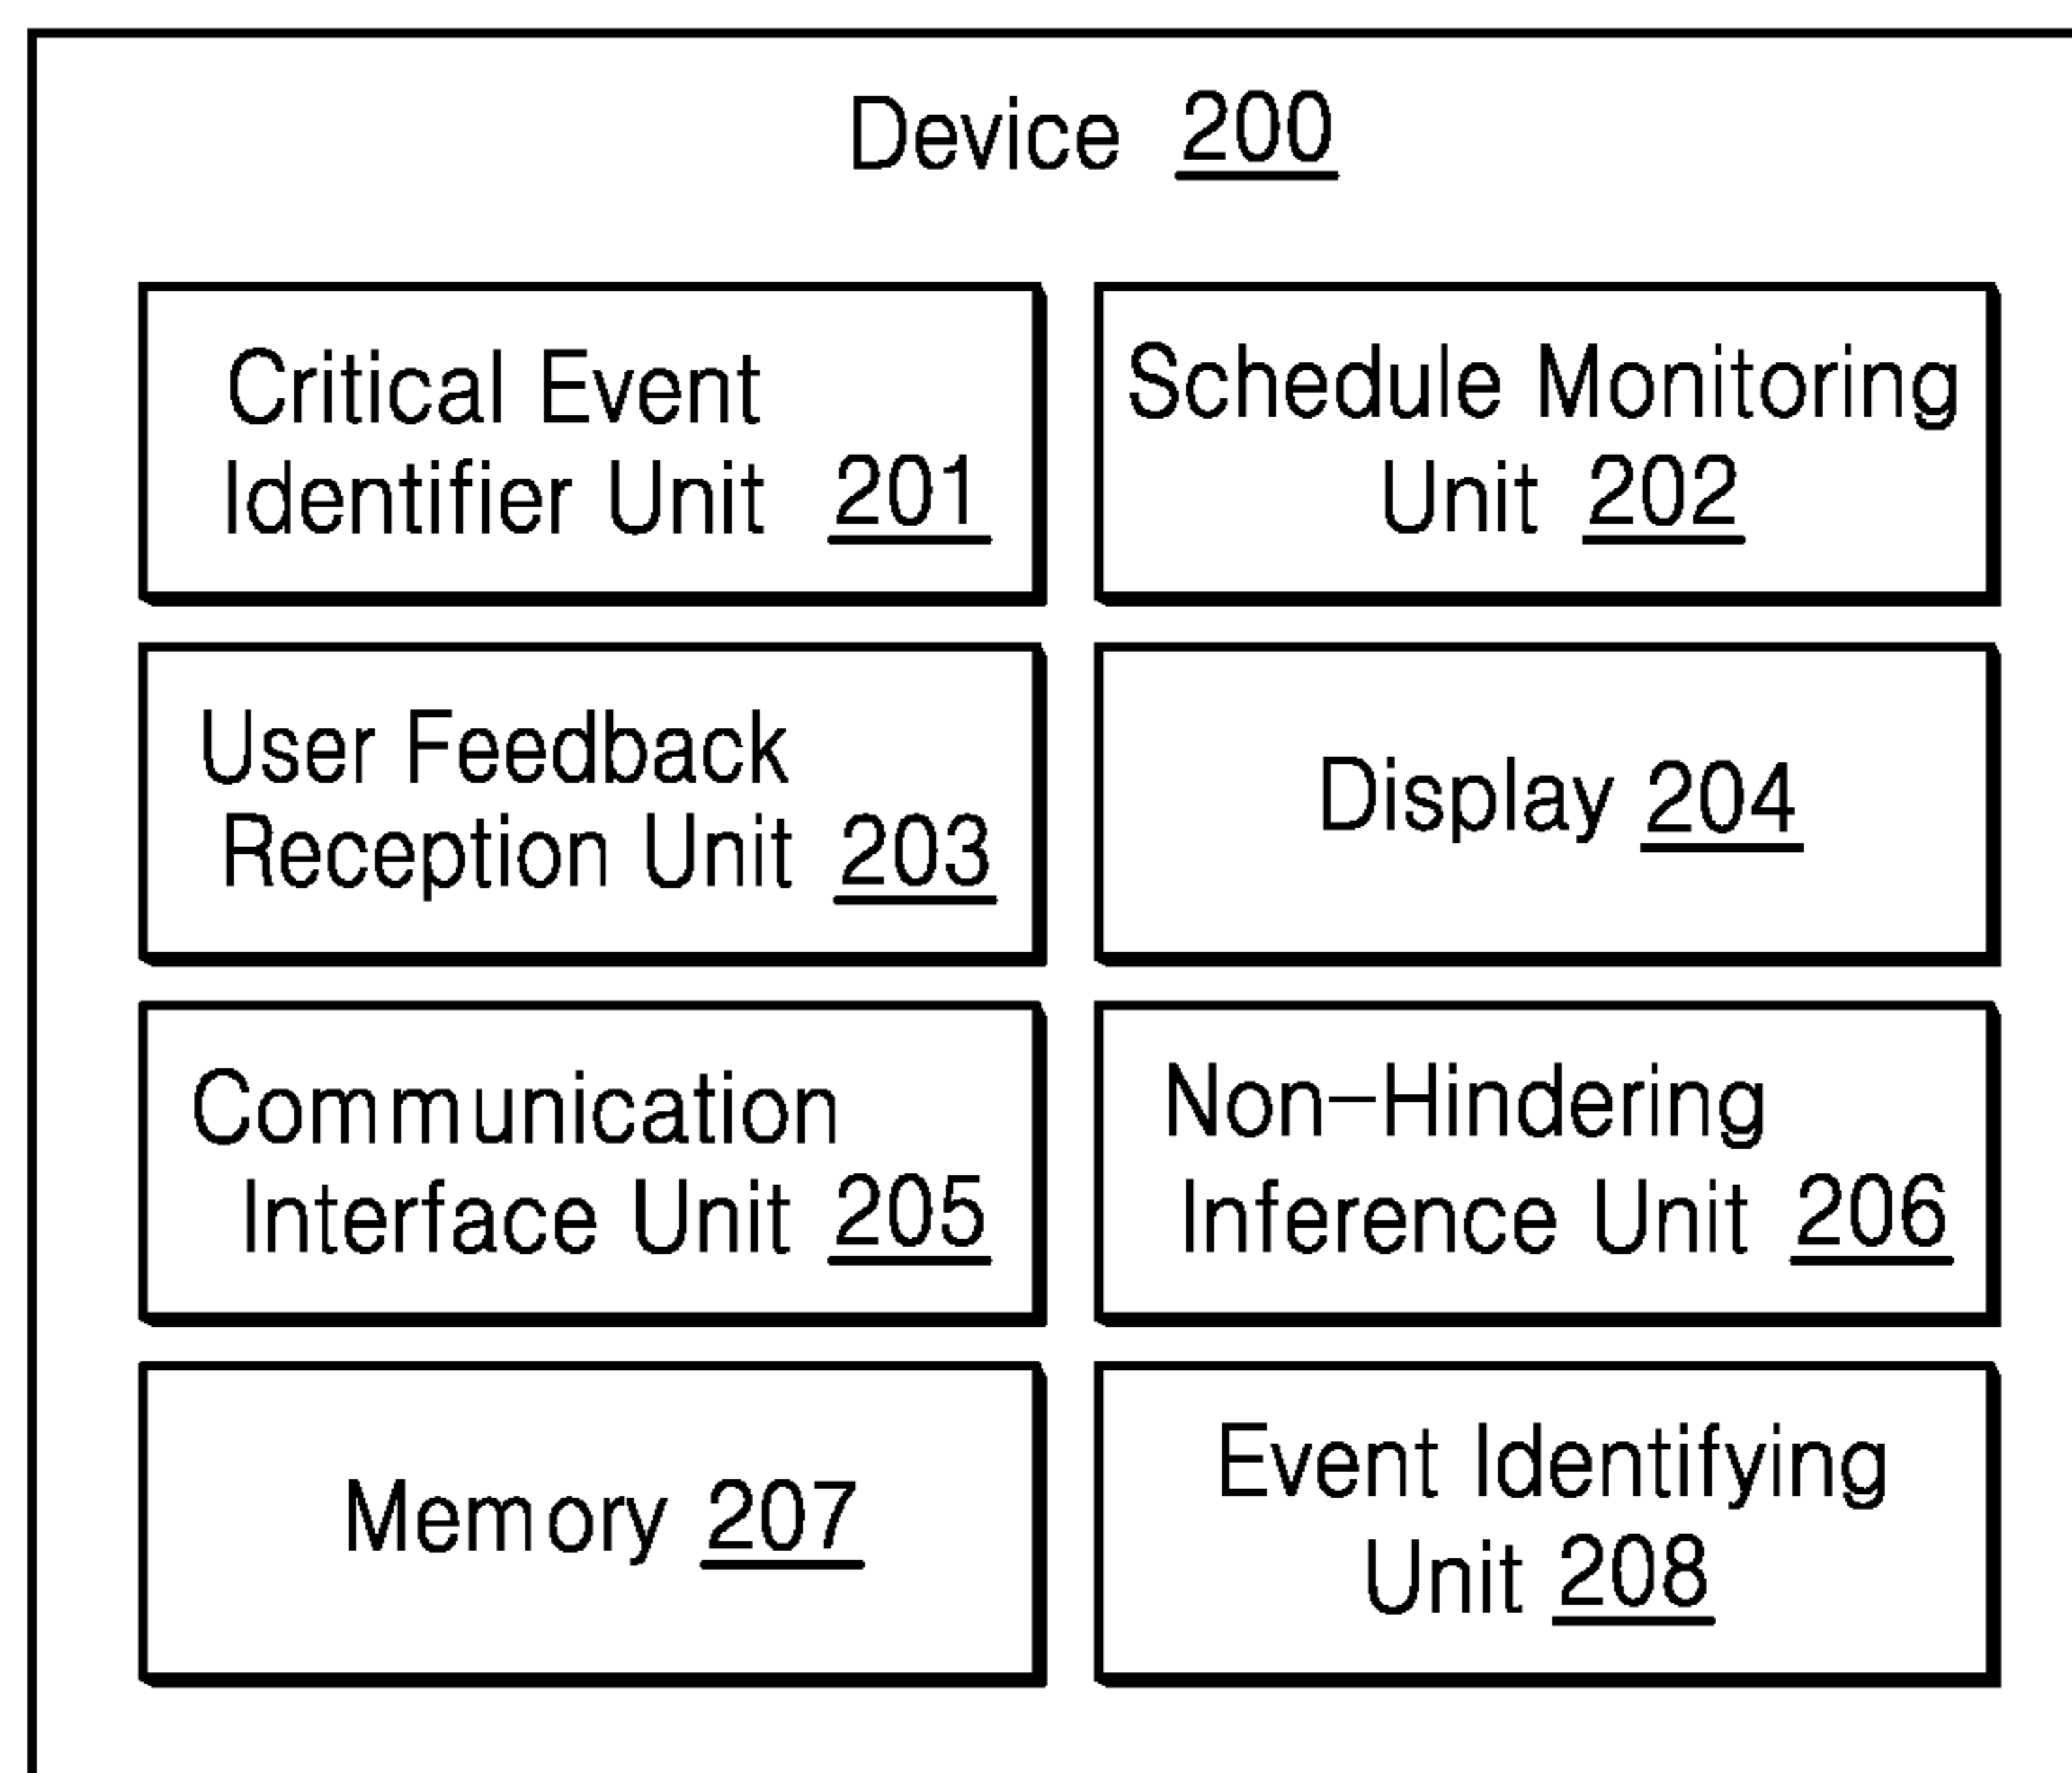 Device 200
Critical Event
Identifier Unit 201
Schedule Monitoring
Unit 202
User Feedback
Reception Unit 203
Display 204
Communication
Interface Unit 205
Non-Hindering
Inference Unit 206
Memory 207
Event Identifying
Unit 208